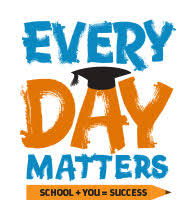 EVERY
DAY
MATTERS
SCHOOL + YOU = SUCCESS